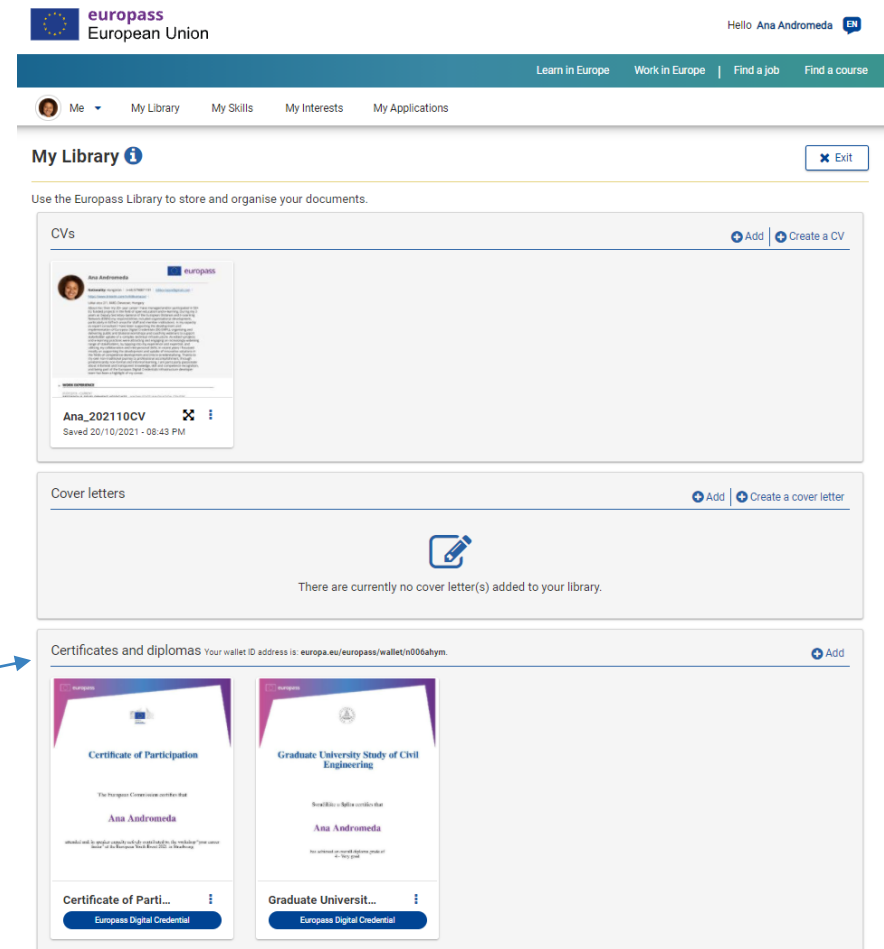 europass
European Union
Hello Ana Andromeda EN
Learn in Europe Work in Europe | Find a job Find a course
Me My Library My Skills My Interests My Applications
My Library i
Exit
Use the Europass Library to store and organise your documents.
CVs
Add Create a CV
europass
Ana Andromeda
WORK EXPERIENCE
Ana_202110CV
Saved 20/10/2021 - 08:43 PM
Cover letters
Add Create a cover letter
There are currently no cover letter(s) added to your library.
Certificates and diplomas Your wallet ID address is: europa.eu/europass/wallet/n006ahym.
Add
europass
Certificate of Participation
The European Commission certifies that
Ana Andromeda
Certificate of Parti...
Europass Digital Credential
europass
Graduate University Study of Civil
Engineering
certifies that
Ana Andromeda
Graduate Universit...
Europass Digital Credential